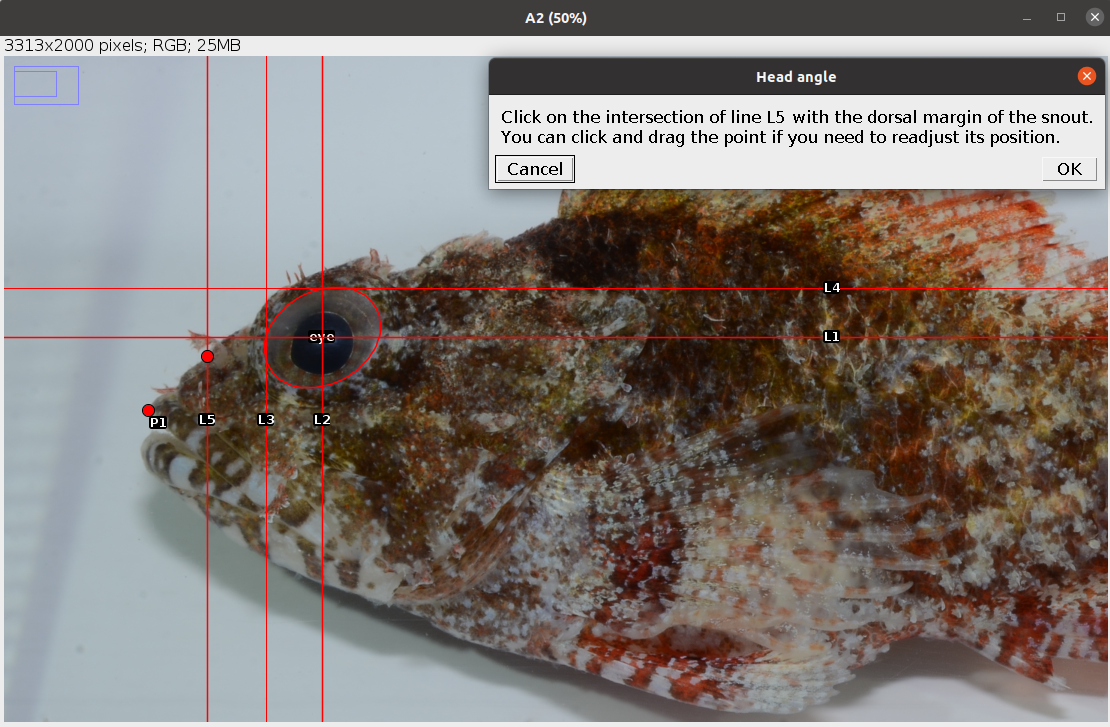 A2 (50%)
3313x2000 pixels; RGB; 25MB
Head angle
Click on the intersection of line L5 with the dorsal margin of the snout.
You can click and drag the point if you need to readjust its position.
Cancel
OK
L4
eye
L1
P1
L5
L3
L2